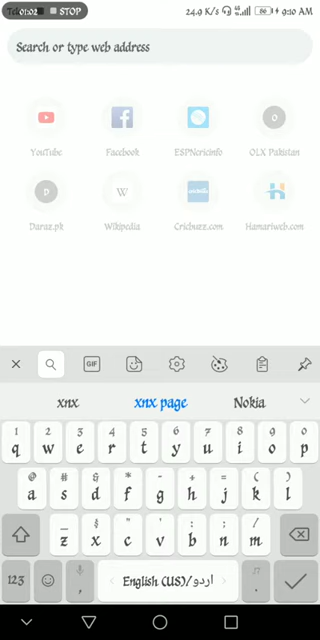 01:02 STOP 24.9 K/s 86 9:10 AM
Search or type web address
YouTube Facebook ESPNcricinfo OLX Pakistan
O
D W cricbuzz H
Daraz.pk Wikipedia Cricbuzz.com Hamariweb.com
GIF
xnx xnx page Nokia
1 2 3 4 5 6 7 8 9 0
q w e r t y u i o p
@ # & * - + = ( )
a s d f g h j k l
_ $ " ' : ; /
z x c v b n m
123 , English (US)/اردو .